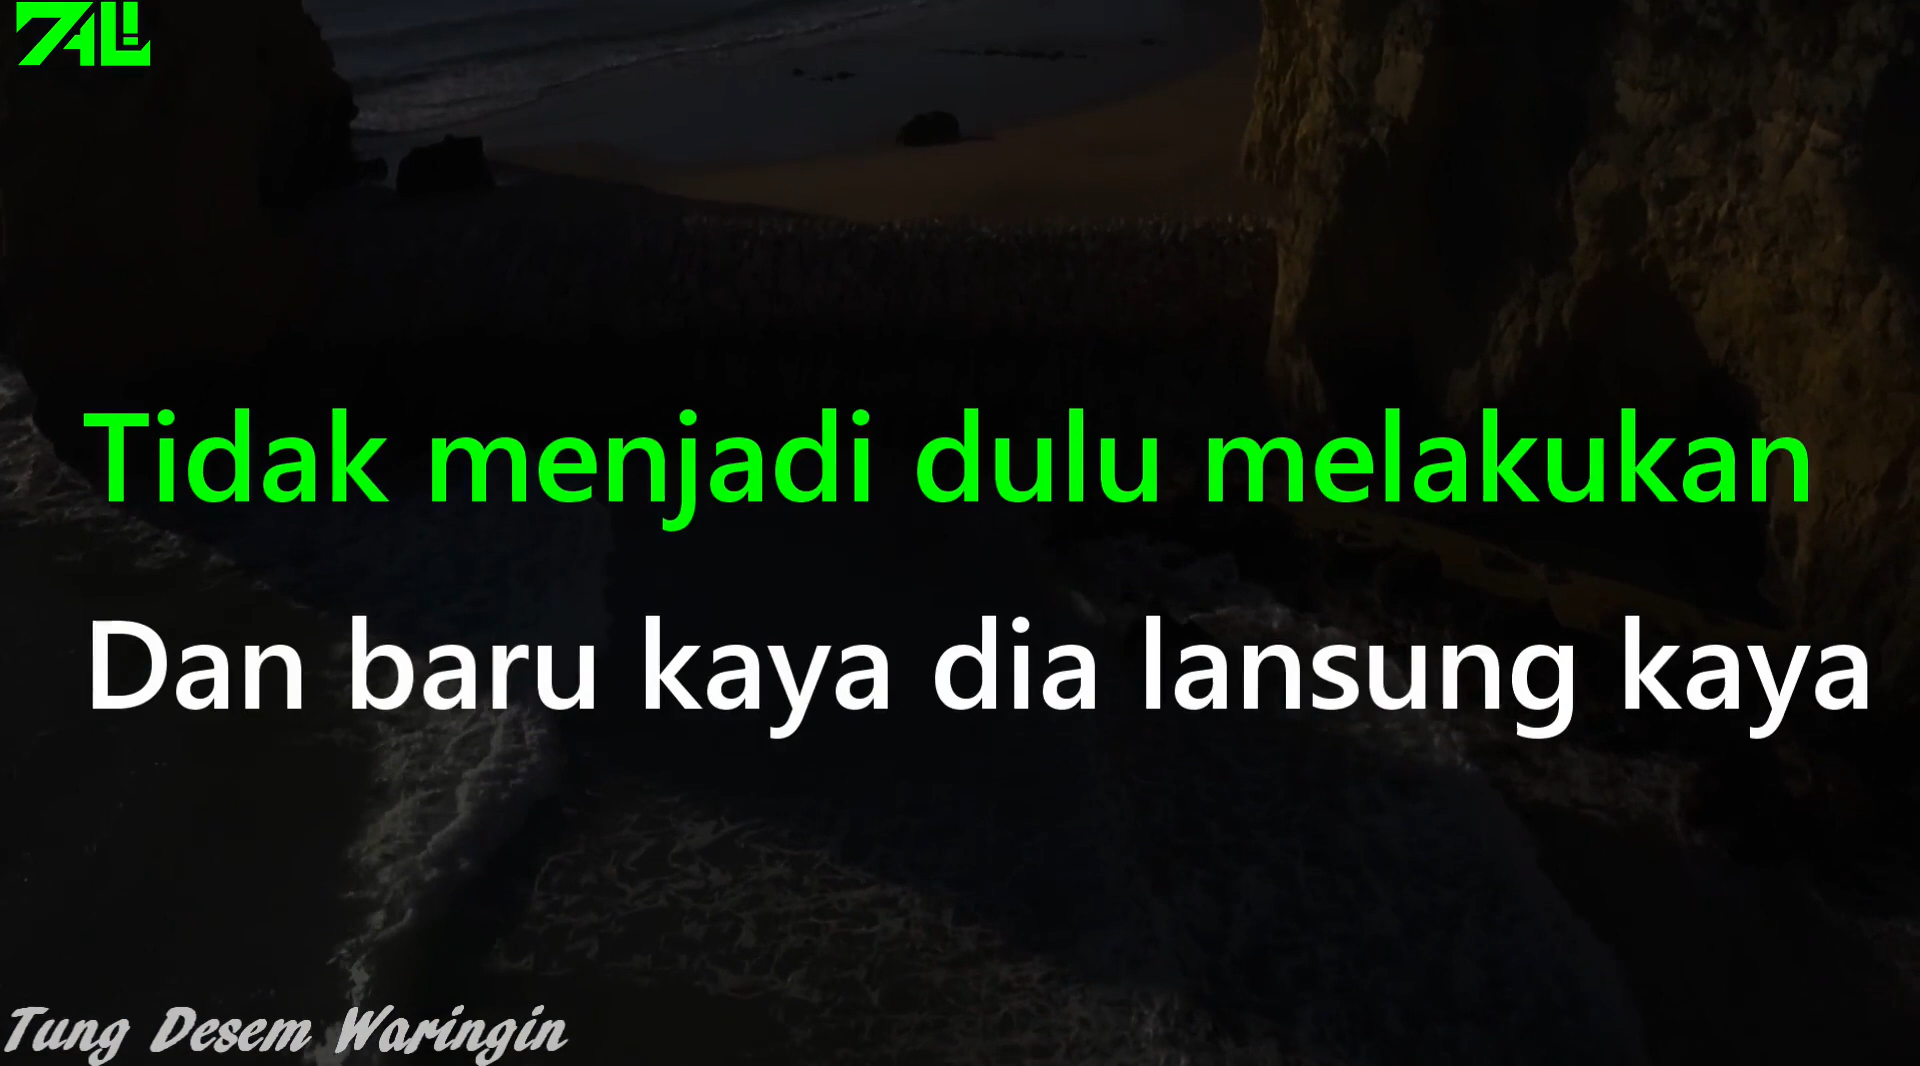 Tidak menjadi dulu melakukan
Dan baru kaya dia lansung kaya
Tung Desem Waringin